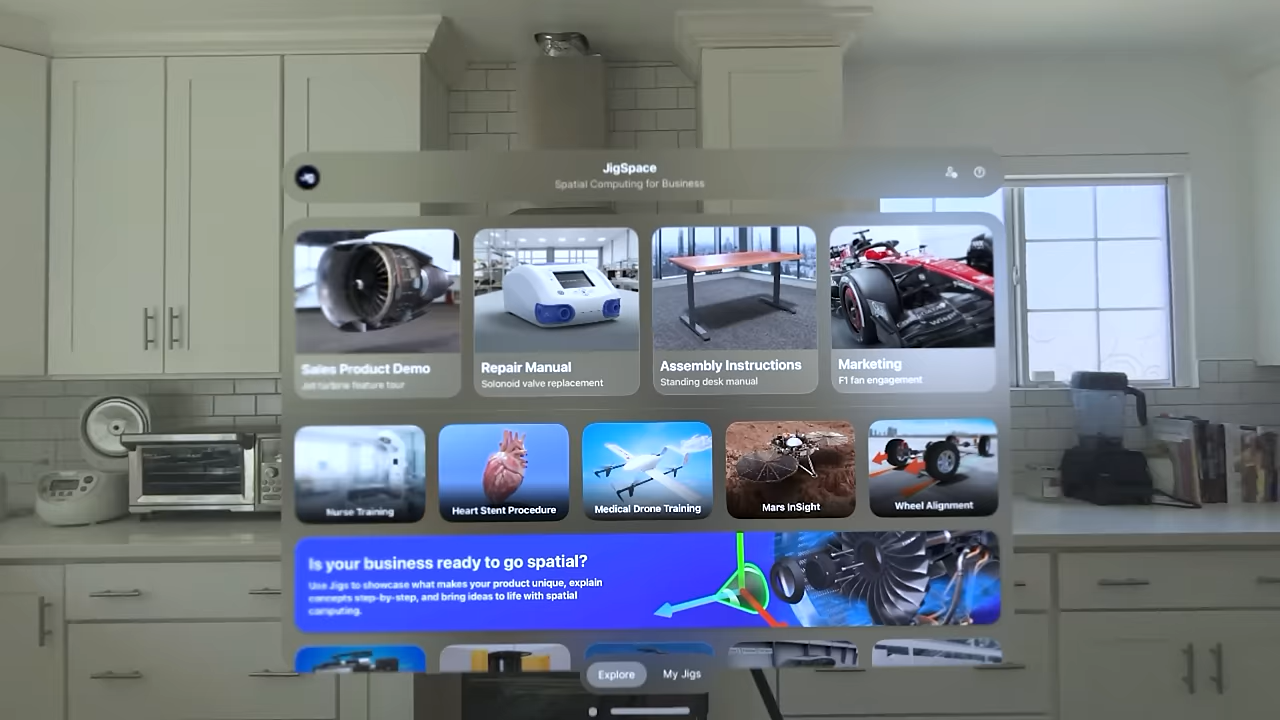 JigSpace
Spatial Computing for Business
Sales Product Demo
Jet turbine feature tour
Repair Manual
Solonoid valve replacement
Assembly Instructions
Standing desk manual
Marketing
F1 fan engagement
Nurse Training
Heart Stent Procedure
Medical Drone Training
Mars InSight
Wheel Alignment
Is your business ready to go spatial?
Use Jigs to showcase what makes your product unique, explain
concepts step-by-step, and bring ideas to life with spatial
computing.
Explore
My Jigs